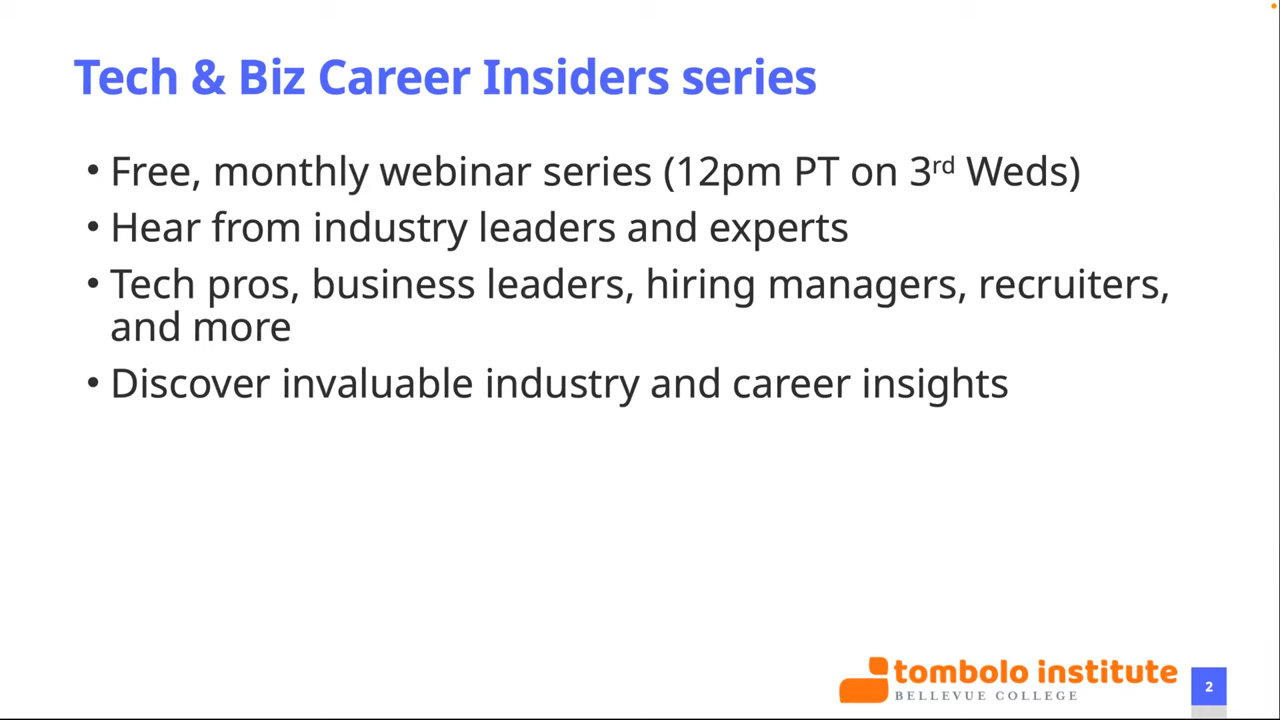 Tech & Biz Career Insiders series
• Free, monthly webinar series (12pm PT on 3rd Weds)
• Hear from industry leaders and experts
• Tech pros, business leaders, hiring managers, recruiters,
and more
• Discover invaluable industry and career insights
tombolo institute
BELLEVUE COLLEGE
2